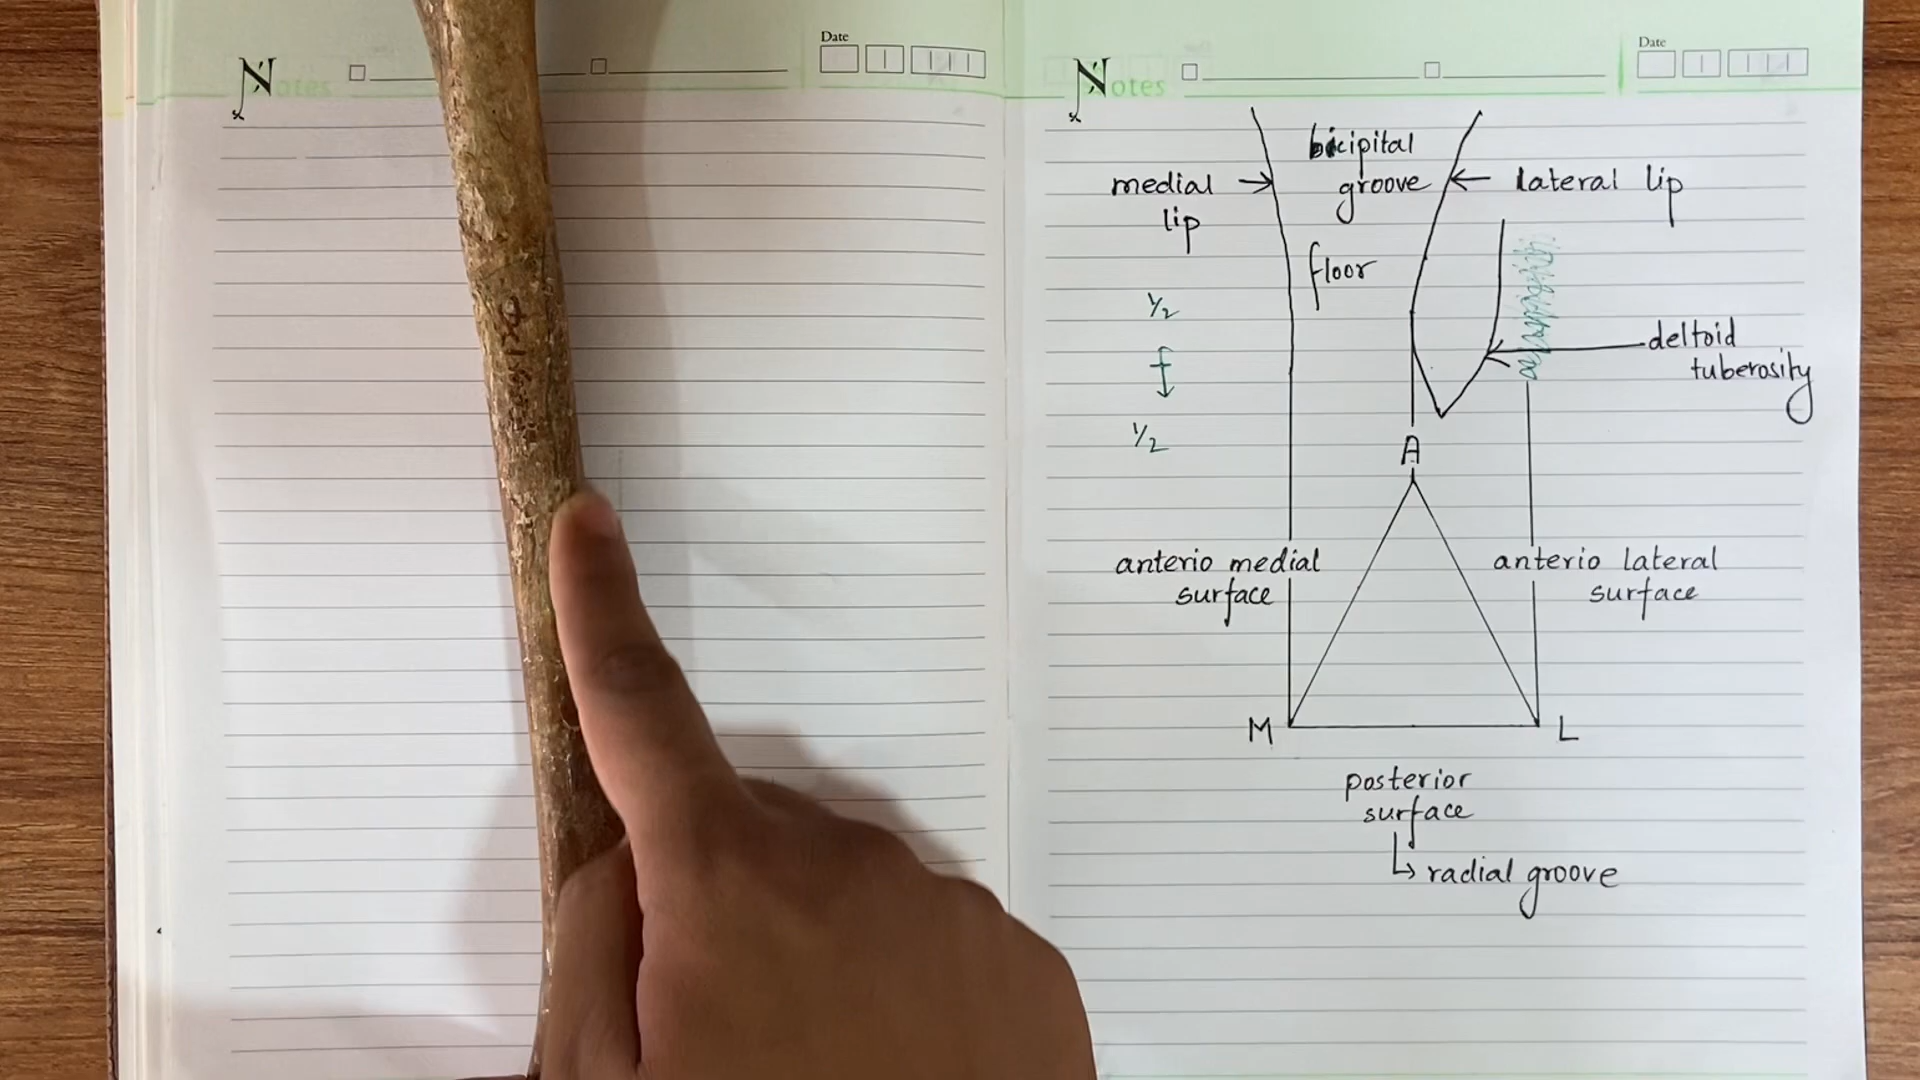 Notes
Date
Notes
Date
bicipital
groove
medial
lip
lateral lip
floor
1/2
deltoid
tuberosity
1/2
A
anterio medial
surface
anterio lateral
surface
M
L
posterior
surface
radial groove